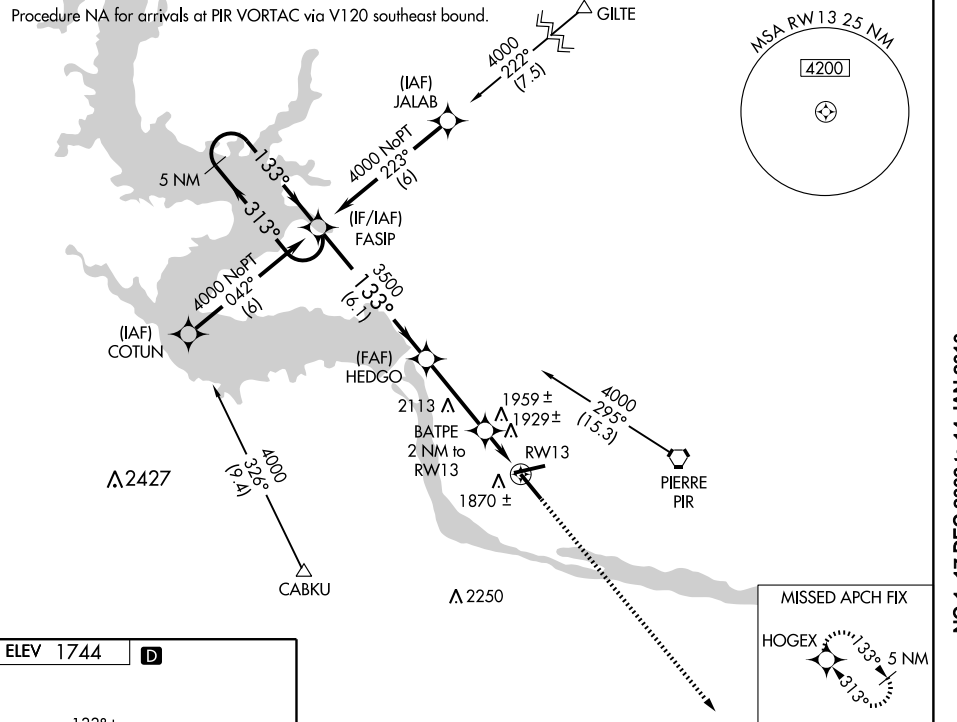 Procedure NA for arrivals at PIR VORTAC via V120 southeast bound.
GILTE
4000
222°
(7.5)
MSA RW13 25 NM
4200
(IAF)
JALAB
4000 NoPT
223°
(6)
5 NM
133°
313°
(IF/IAF)
FASIP
4000 NoPT
042°
(6)
(IAF)
COTUN
3500
133°
(6.1)
(FAF)
HEDGO
2113
1959 ±
1929 ±
BATPE
2 NM to
RW13
RW13
1870 ±
4000
295°
(15.3)
PIERRE
PIR
2427
4000
326°
(9.4)
CABKU
2250
MISSED APCH FIX
HOGEX
133°
5 NM
313°
ELEV 1744
D